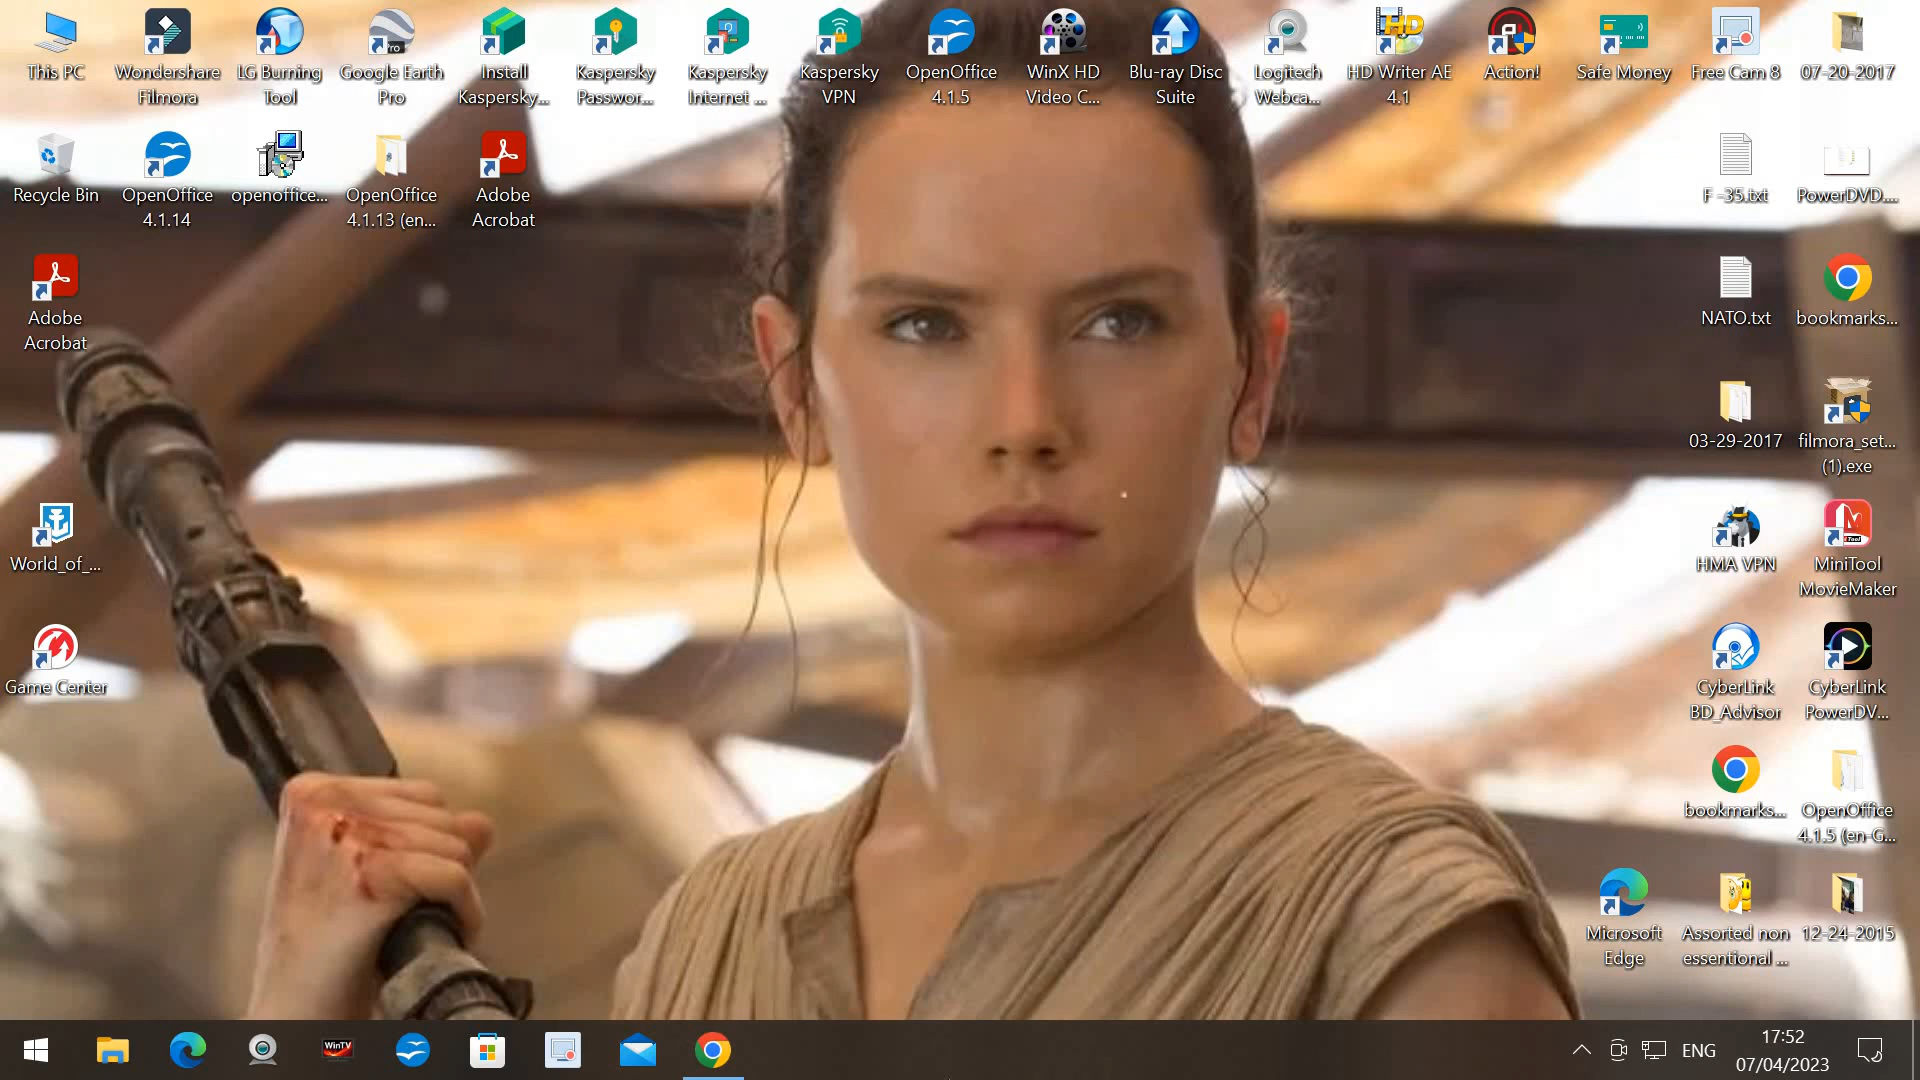 This PC
Wondershare
Filmora
LG Burning
Tool
Google Earth
Pro
Install
Kaspersky...
Kaspersky
Passwor...
Kaspersky
Internet ...
Kaspersky
VPN
OpenOffice
4.1.5
WinX HD
Video C...
Blu-ray Disc
Suite
Logitech
Webca...
HD Writer AE
4.1
Action!
Safe Money
Free Cam 8
07-20-2017
Recycle Bin
OpenOffice
4.1.14
openoffice...
OpenOffice
4.1.13 (en...
Adobe
Acrobat
F -35.txt
PowerDVD....
Adobe
Acrobat
NATO.txt
bookmarks...
03-29-2017
filmora_set...
(1).exe
World_of_...
HMA VPN
MiniTool
MovieMaker
Game Center
CyberLink
BD_Advisor
CyberLink
PowerDV...
bookmarks...
OpenOffice
4.1.5 (en-G...
Microsoft
Edge
Assorted non
essentional ...
12-24-2015
WinTV
ENG
17:52
07/04/2023